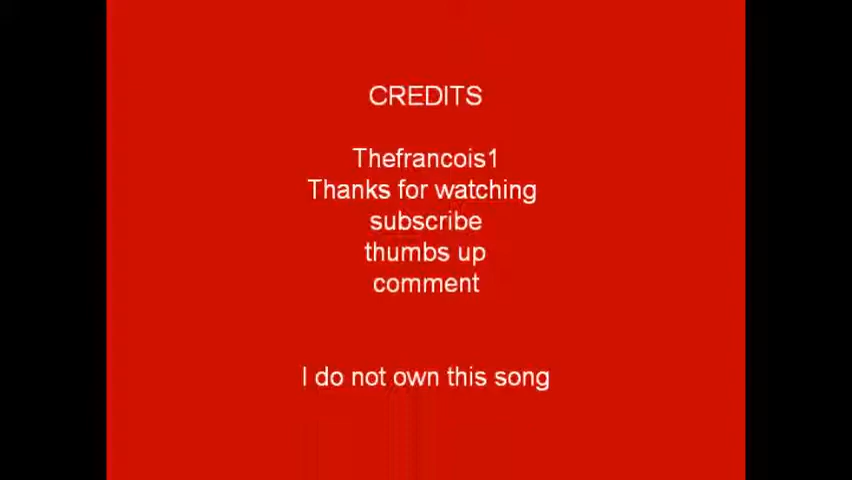 CREDITS
Thefrancois1
Thanks for watching
subscribe
thumbs up
comment
I do not own this song